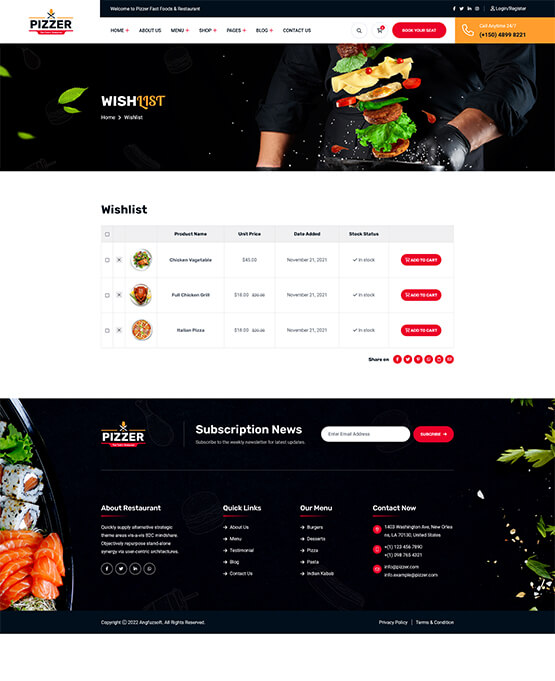 Welcome to Pizzer Fast Foods & Restaurant
Login/Register
PIZZER
HOME + ABOUT US MENU + SHOP + PAGES + BLOG + CONTACT US
BOOK YOUR SEAT
Call Anytime 24/7
(+150) 4899 8221
WISHLIST
Home > Wishlist
Wishlist
Product Name Unit Price Date Added Stock Status
Chicken Vegetable $45.00 November 21, 2021 In stock ADD TO CART
Full Chicken Grill $18.00 $20.00 November 21, 2021 In stock ADD TO CART
Italian Pizza $18.00 $20.00 November 21, 2021 In stock ADD TO CART
Share on
PIZZER
Subscription News
Subscribe to the weekly newsletter for latest updates.
Enter Email Address
SUBCRIBE
About Restaurant
Quickly supply alternative strategic
theme areas vis-a-vis B2C mindshare.
Objectively repurpose stand-alone
synergy via user-centric architectures.
Quick Links
About Us
Menu
Testimonial
Blog
Contact Us
Our Menu
Burgers
Desserts
Pizza
Pasta
Indian Kabab
Contact Now
1403 Washington Ave, New Orlea
ns, LA 70130, United States
+(1) 123 456 7890
+(1) 098 765 4321
info@pizzer.com
info.example@pizzer.com
Copyright © 2022 Angfuzsoft. All Rights Reserved.
Privacy Policy | Terms & Condition